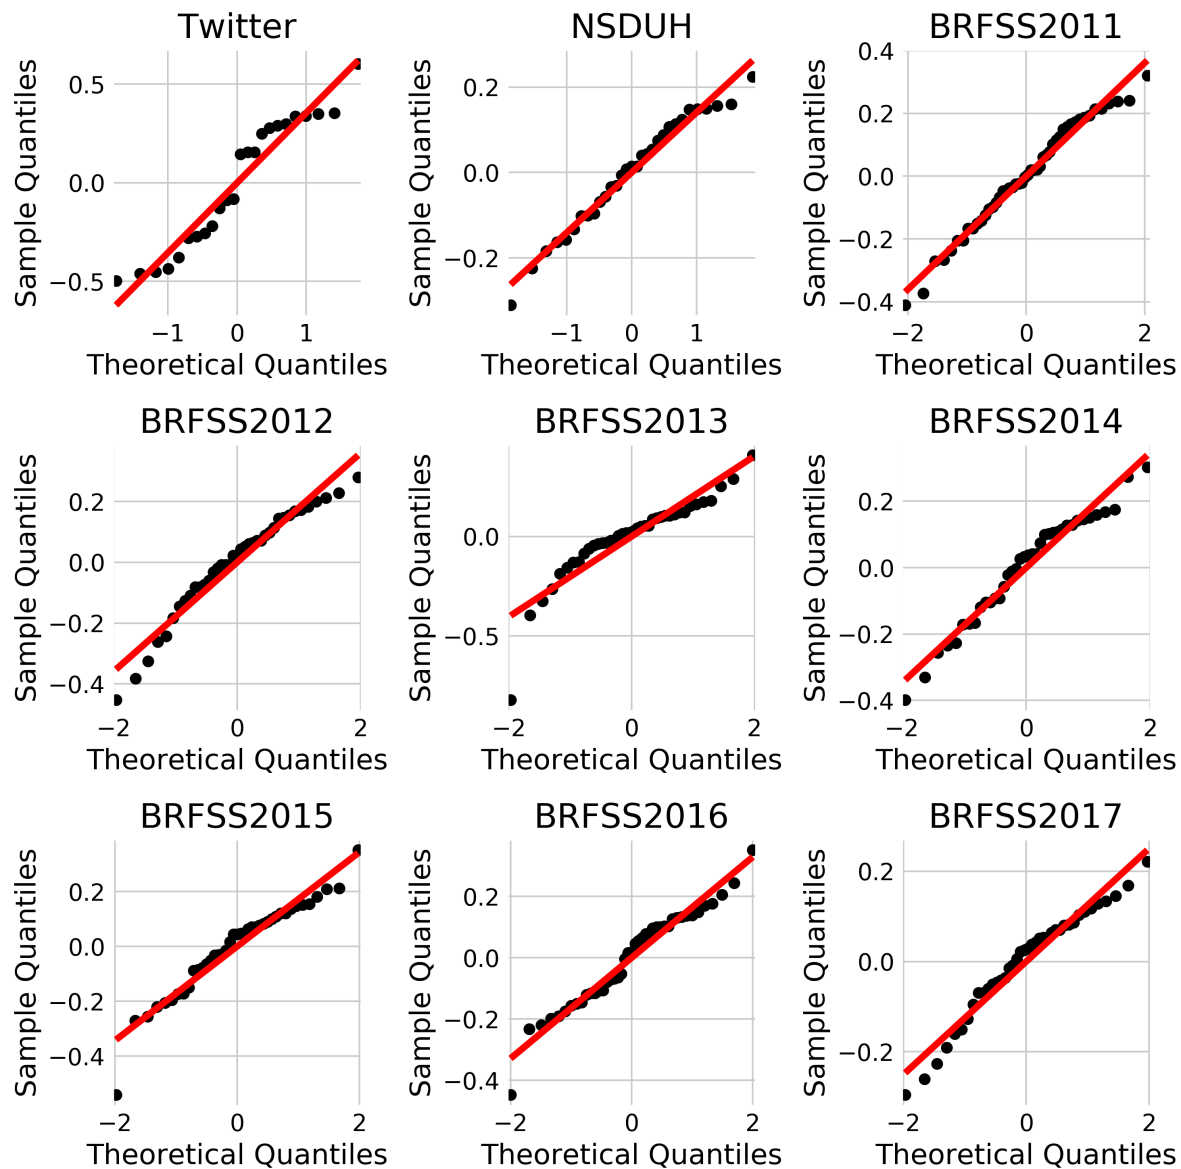 Twitter NSDUH BRFSS2011
Sample Quantiles Sample Quantiles Sample Quantiles
0.5 0.0 −0.5
0.2 0.0 −0.2
0.4 0.2 0.0 −0.2 −0.4
−1 0 1 −1 0 1 −2 0 2
Theoretical Quantiles Theoretical Quantiles Theoretical Quantiles
BRFSS2012 BRFSS2013 BRFSS2014
Sample Quantiles Sample Quantiles Sample Quantiles
0.2 0.0 −0.2 −0.4
0.0 −0.5
0.2 0.0 −0.2 −0.4
−2 0 2 −2 0 2 −2 0 2
Theoretical Quantiles Theoretical Quantiles Theoretical Quantiles
BRFSS2015 BRFSS2016 BRFSS2017
Sample Quantiles Sample Quantiles Sample Quantiles
0.2 0.0 −0.2 −0.4
0.2 0.0 −0.2 −0.4
0.2 0.0 −0.2
−2 0 2 −2 0 2 −2 0 2
Theoretical Quantiles Theoretical Quantiles Theoretical Quantiles